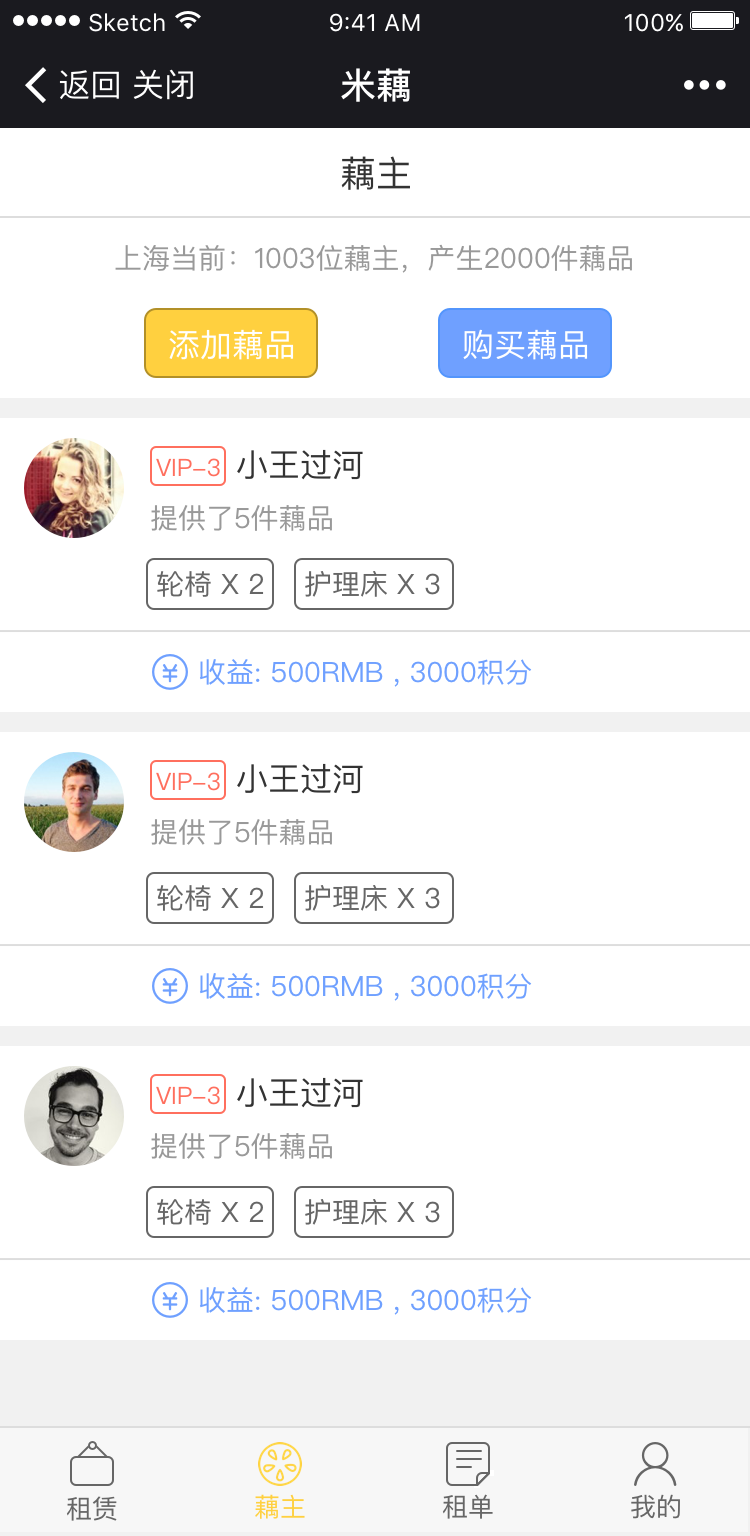 Sketch 9:41 AM 100%
返回 关闭 米藕
藕主
上海当前：1003位藕主，产生2000件藕品
添加藕品 购买藕品
VIP-3 小王过河
提供了5件藕品
轮椅 X 2 护理床 X 3
¥ 收益: 500RMB , 3000积分
VIP-3 小王过河
提供了5件藕品
轮椅 X 2 护理床 X 3
¥ 收益: 500RMB , 3000积分
VIP-3 小王过河
提供了5件藕品
轮椅 X 2 护理床 X 3
¥ 收益: 500RMB , 3000积分
租赁 藕主 租单 我的